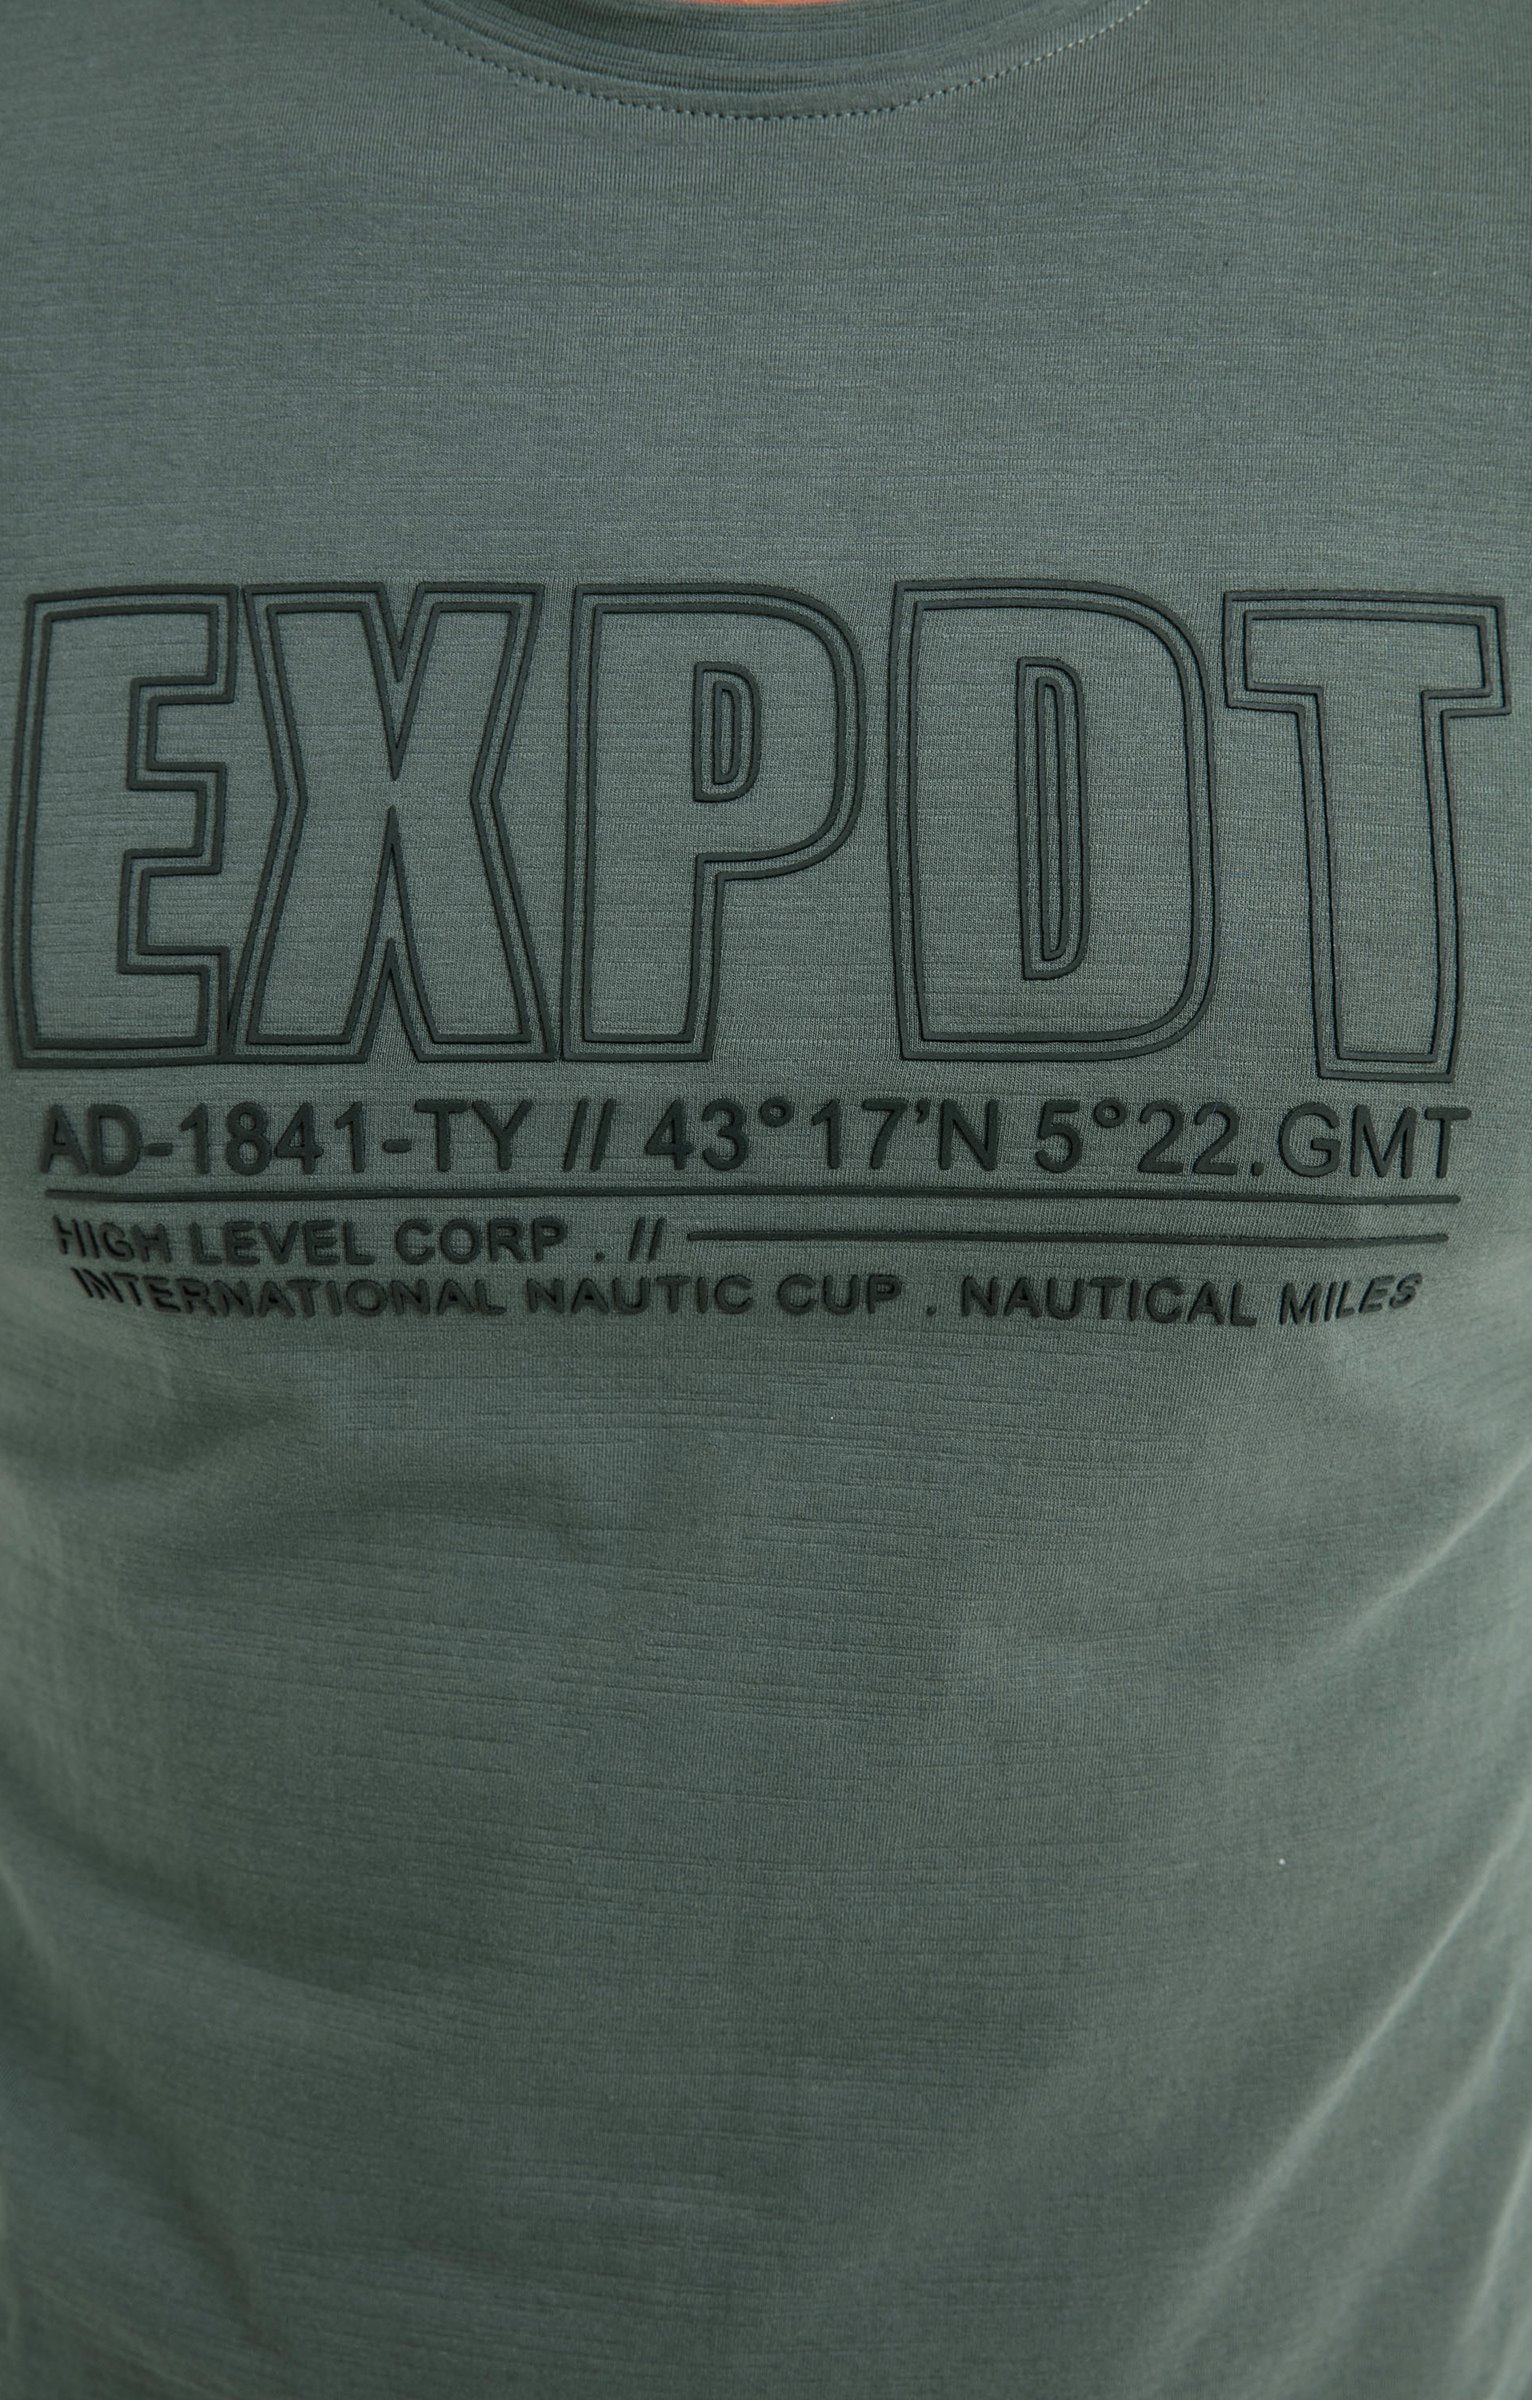 EXPDT
AD-1841-TY // 43°17’N 5°22.GMT
HIGH LEVEL CORP . //
INTERNATIONAL NAUTIC CUP . NAUTICAL MILES